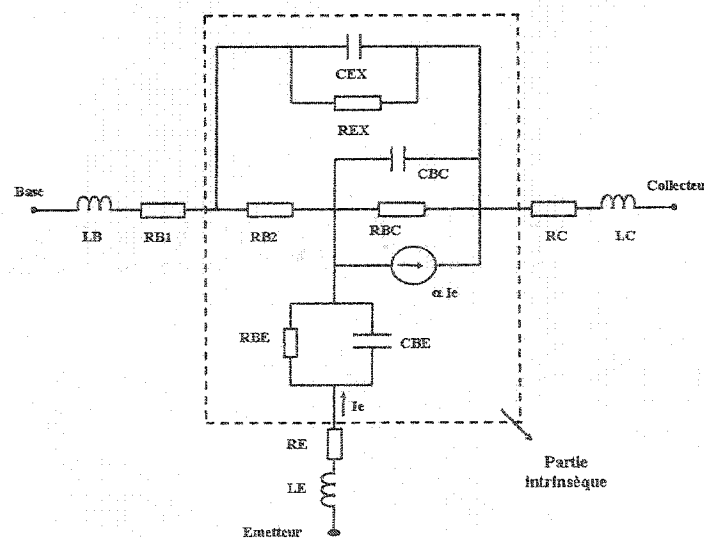 CEX
REX
CBC
Base
Collecteur
LB
RB1
RB2
RBC
RC
LC
α Ie
RBE
CBE
Ie
RE
LE
Partie
intrinsèque
Emetteur